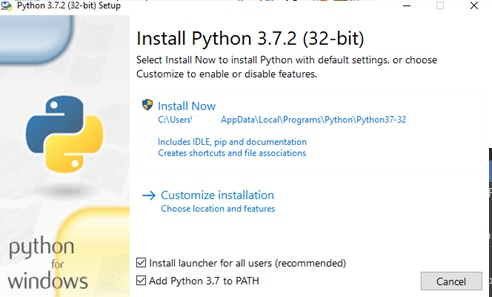 Python 3.7.2 (32-bit) Setup
Install Python 3.7.2 (32-bit)
Select Install Now to install Python with default settings, or choose
Customize to enable or disable features.
Install Now
C:\Users\ AppData\Local\Programs\Python\Python37-32
Includes IDLE, pip and documentation
Creates shortcuts and file associations
→ Customize installation
Choose location and features
python
for
windows
Install launcher for all users (recommended)
Add Python 3.7 to PATH
Cancel